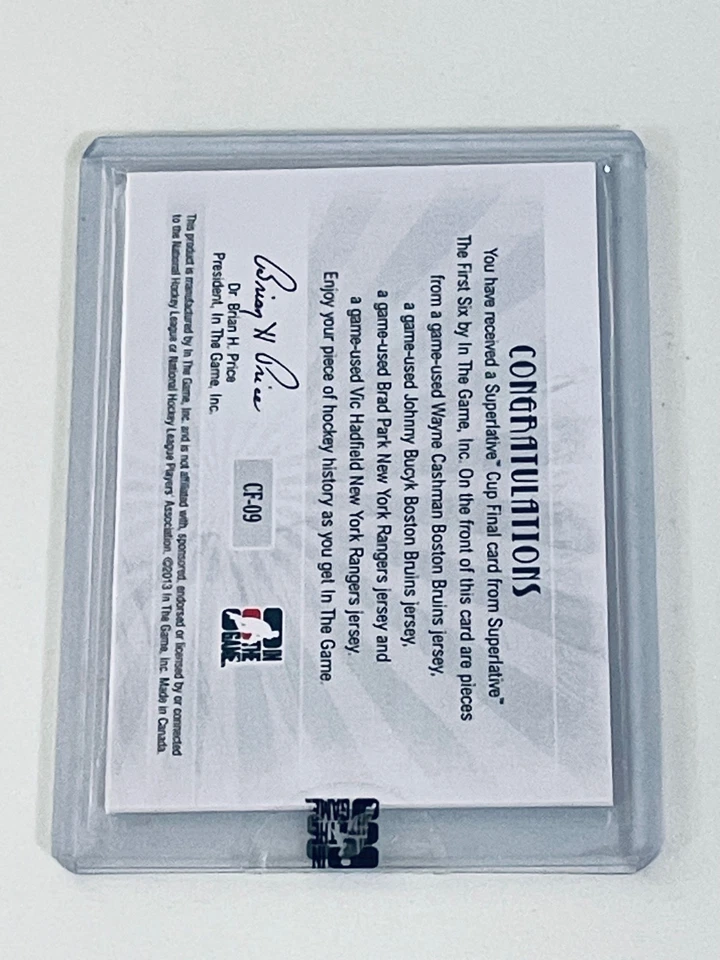 CONGRATULATIONS
You have received a Superlative™ Cup Final card from Superlative™
The First Six by In The Game, Inc. On the front of this card are pieces
from a game-used Wayne Cashman Boston Bruins jersey,
a game-used Johnny Bucyk Boston Bruins jersey,
a game-used Brad Park New York Rangers jersey and
a game-used Vic Hadfield New York Rangers jersey.
Enjoy your piece of hockey history as you get In The Game.
Brian H Price
Dr. Brian H. Price
President, In The Game, Inc.
CF-09
IN
THE
GAME
This product is manufactured by In The Game, Inc. and is not affiliated with, sponsored, endorsed or licensed by or connected
to the National Hockey League or National Hockey League Players' Association. ©2013 In The Game, Inc. Made in Canada.